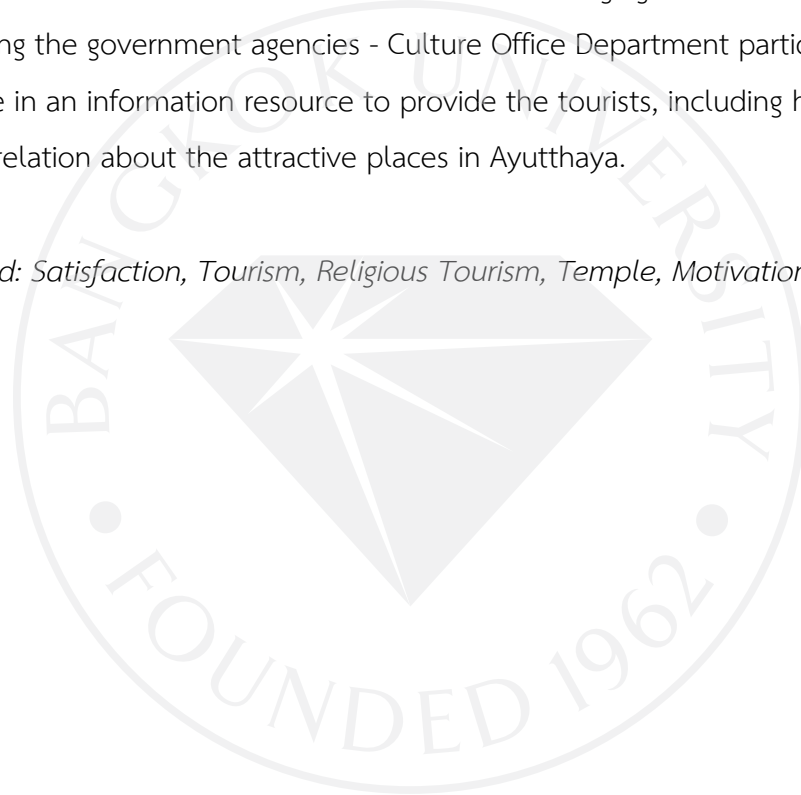 ng the government agencies - Culture Office Department partic
e in an information resource to provide the tourists, including h
relation about the attractive places in Ayutthaya.
d: Satisfaction, Tourism, Religious Tourism, Temple, Motivation
BANGKOK UNIVERSITY
FOUNDED 1962